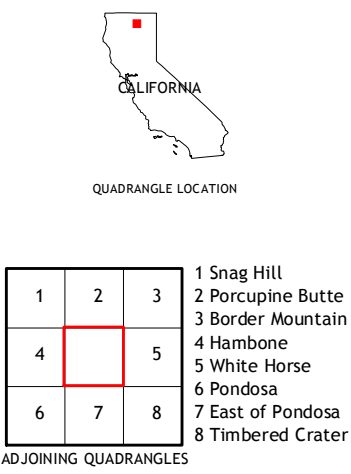 CALIFORNIA
QUADRANGLE LOCATION
1 2 3
4 5
6 7 8
1 Snag Hill
2 Porcupine Butte
3 Border Mountain
4 Hambone
5 White Horse
6 Pondosa
7 East of Pondosa
8 Timbered Crater
ADJOINING QUADRANGLES